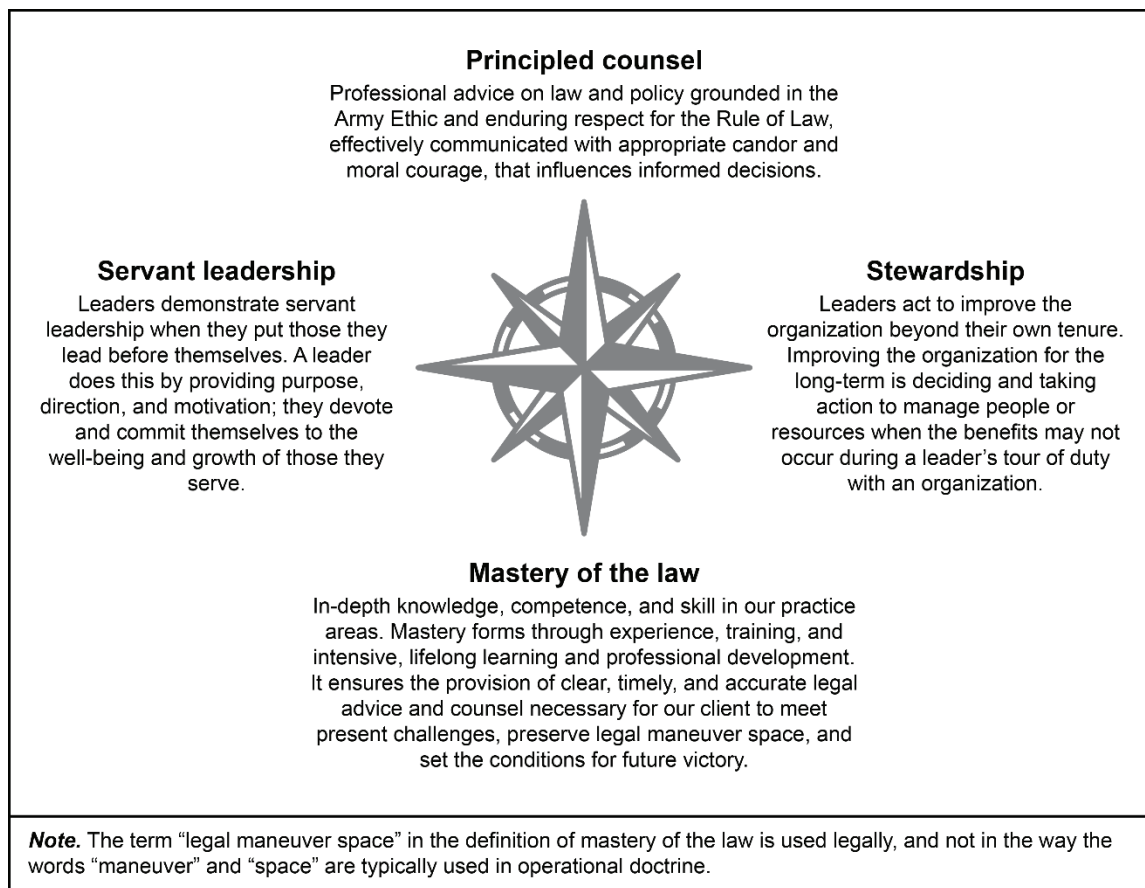 Principled counsel
Professional advice on law and policy grounded in the
Army Ethic and enduring respect for the Rule of Law,
effectively communicated with appropriate candor and
moral courage, that influences informed decisions.
Servant leadership
Leaders demonstrate servant
leadership when they put those they
lead before themselves. A leader
does this by providing purpose,
direction, and motivation; they devote
and commit themselves to the
well-being and growth of those they
serve.
Stewardship
Leaders act to improve the
organization beyond their own tenure.
Improving the organization for the
long-term is deciding and taking
action to manage people or
resources when the benefits may not
occur during a leader's tour of duty
with an organization.
Mastery of the law
In-depth knowledge, competence, and skill in our practice
areas. Mastery forms through experience, training, and
intensive, lifelong learning and professional development.
It ensures the provision of clear, timely, and accurate legal
advice and counsel necessary for our client to meet
present challenges, preserve legal maneuver space, and
set the conditions for future victory.
Note. The term “legal maneuver space” in the definition of mastery of the law is used legally, and not in the way the
words “maneuver” and “space” are typically used in operational doctrine.